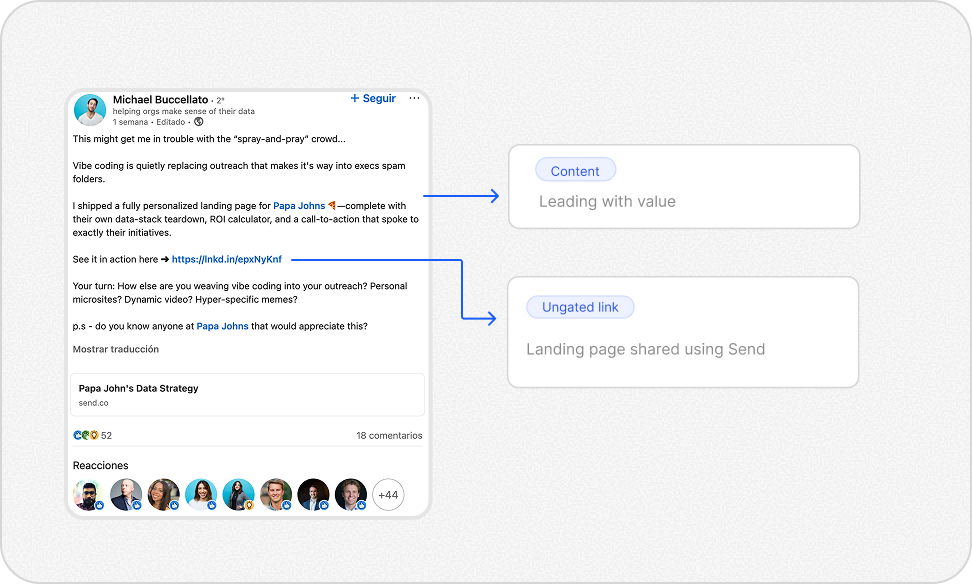 Michael Buccellato · 2º
+ Seguir ...
helping orgs make sense of their data
1 semana • Editado •
This might get me in trouble with the “spray-and-pray” crowd...
Vibe coding is quietly replacing outreach that makes it's way into execs spam
folders.
I shipped a fully personalized landing page for Papa Johns 🍕—complete with
their own data-stack teardown, ROI calculator, and a call-to-action that spoke to
exactly their initiatives.
See it in action here ➜ https://lnkd.in/epxNyKnf
Your turn: How else are you weaving vibe coding into your outreach? Personal
microsites? Dynamic video? Hyper-specific memes?
p.s - do you know anyone at Papa Johns that would appreciate this?
Mostrar traducción
Papa John's Data Strategy
send.co
52
18 comentarios
Reacciones
+44
Content
Leading with value
Ungated link
Landing page shared using Send